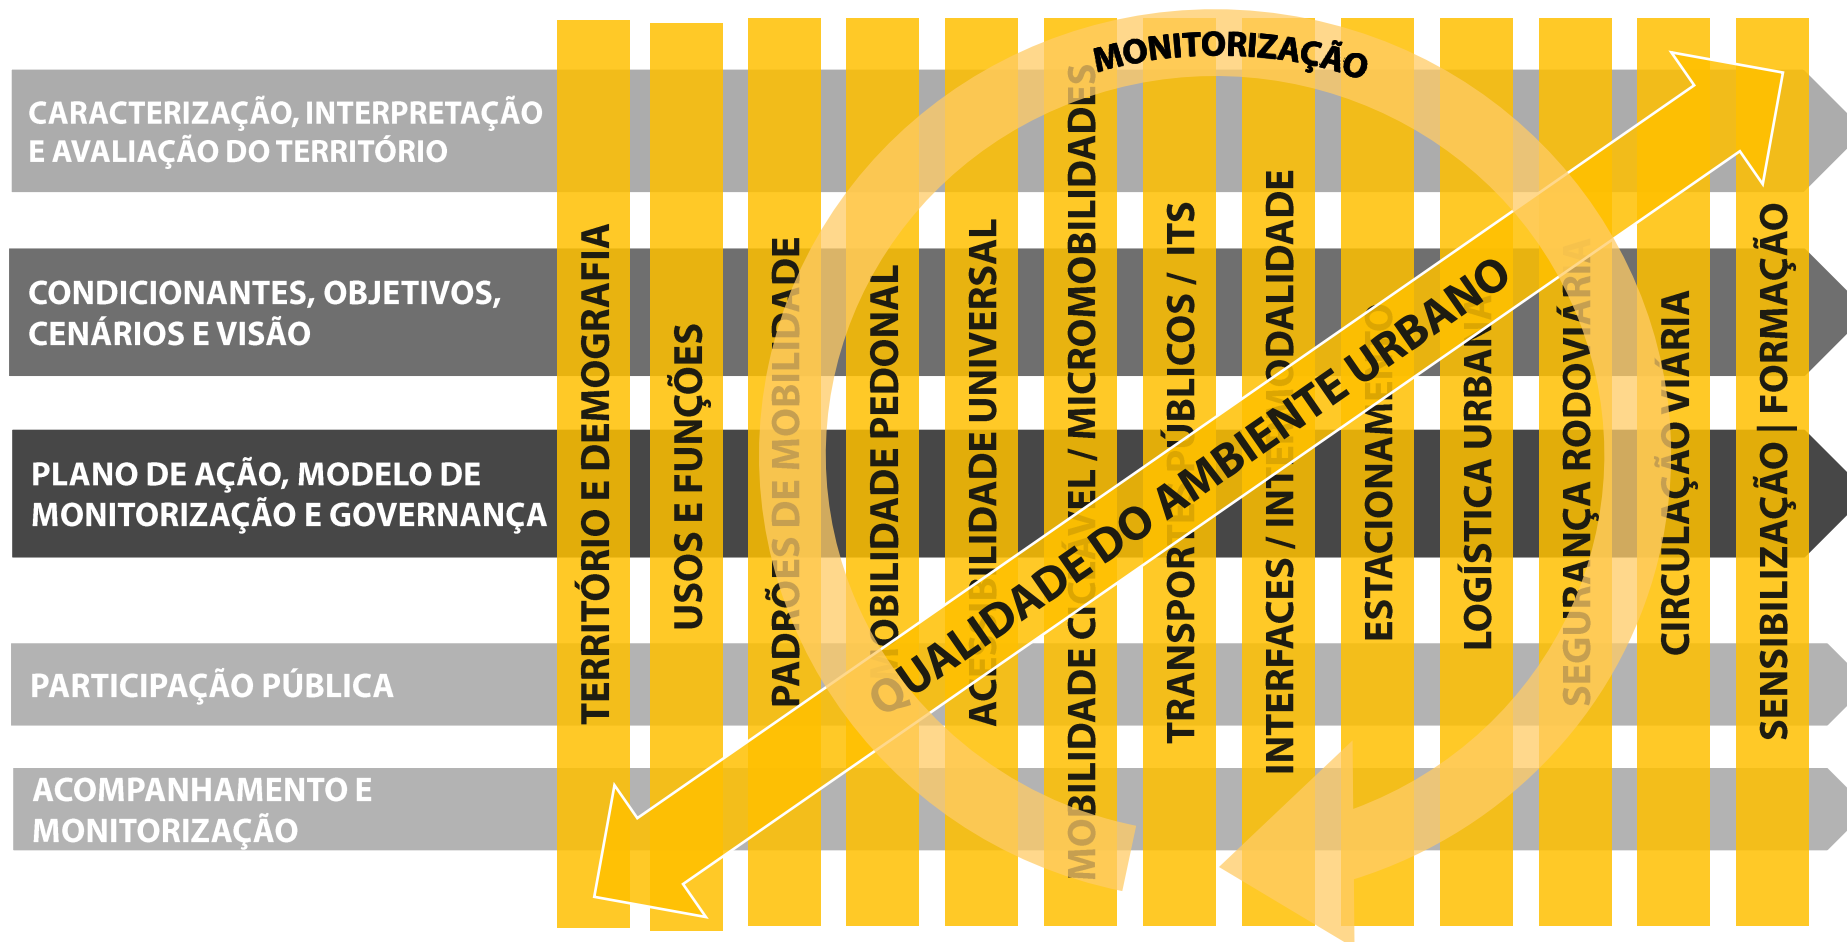 MONITORIZAÇÃO
CARACTERIZAÇÃO, INTERPRETAÇÃO
E AVALIAÇÃO DO TERRITÓRIO
CONDICIONANTES, OBJETIVOS,
CENÁRIOS E VISÃO
PLANO DE AÇÃO, MODELO DE
MONITORIZAÇÃO E GOVERNANÇA
PARTICIPAÇÃO PÚBLICA
ACOMPANHAMENTO E
MONITORIZAÇÃO
TERRITÓRIO E DEMOGRAFIA
USOS E FUNÇÕES
PADRÕES DE MOBILIDADE
MOBILIDADE PEDONAL
ACESSIBILIDADE UNIVERSAL
MOBILIDADE CICLÁVEL / MICROMOBILIDADES
TRANSPORTES PÚBLICOS / ITS
INTERFACES / INTERMODALIDADE
ESTACIONAMENTO
LOGÍSTICA URBANA
SEGURANÇA RODOVIÁRIA
CIRCULAÇÃO VIÁRIA
SENSIBILIZAÇÃO | FORMAÇÃO
QUALIDADE DO AMBIENTE URBANO